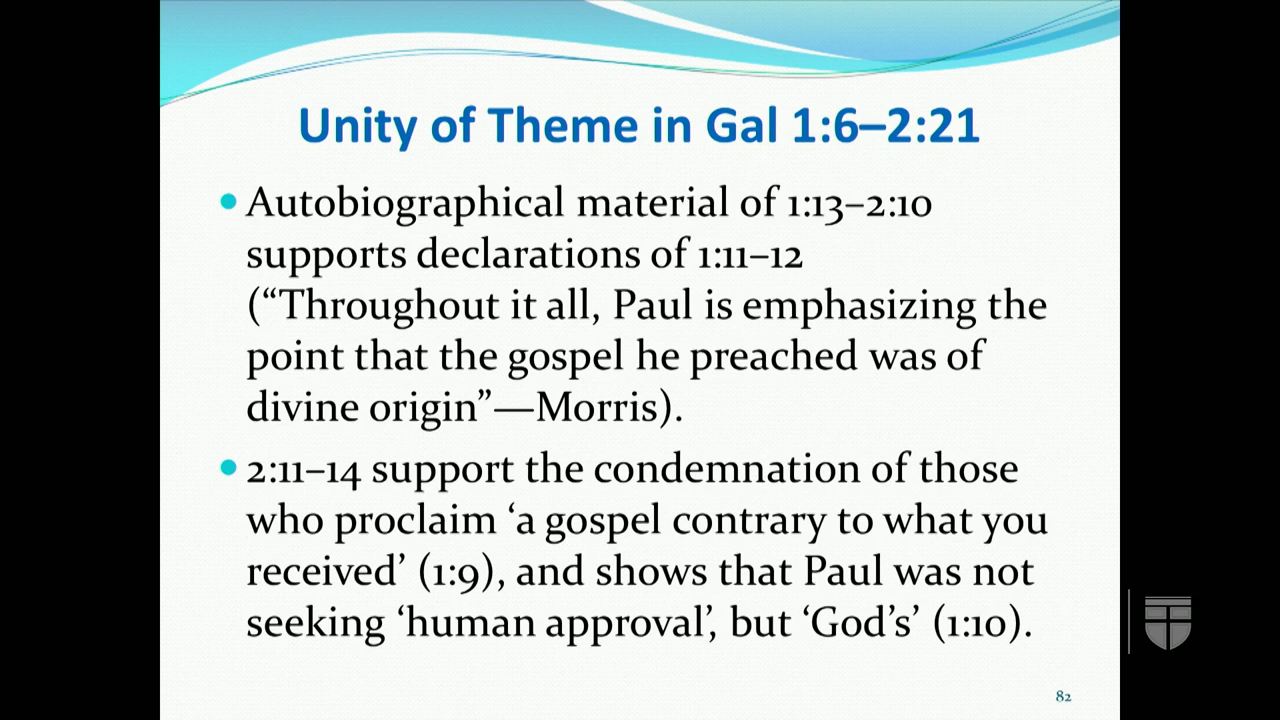 Unity of Theme in Gal 1:6–2:21
Autobiographical material of 1:13–2:10
supports declarations of 1:11–12
(“Throughout it all, Paul is emphasizing the
point that the gospel he preached was of
divine origin”—Morris).
2:11–14 support the condemnation of those
who proclaim ‘a gospel contrary to what you
received’ (1:9), and shows that Paul was not
seeking ‘human approval’, but ‘God’s’ (1:10).
82